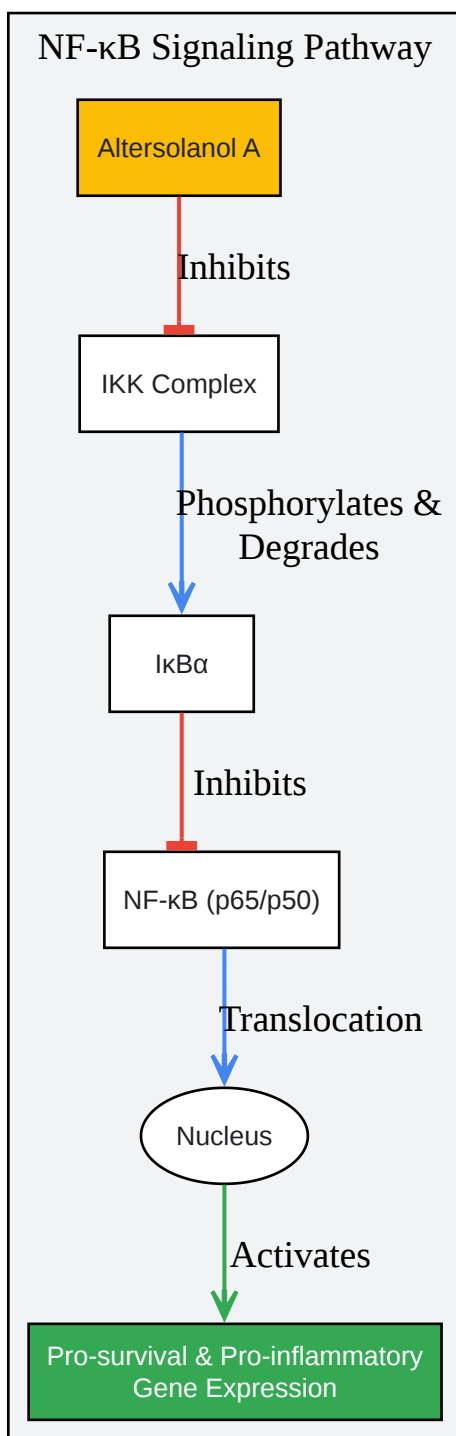 NF-κB Signaling Pathway
Altersolanol A
Inhibits
IKK Complex
Phosphorylates &
Degrades
IκBα
Inhibits
NF-κB (p65/p50)
Translocation
Nucleus
Activates
Pro-survival & Pro-inflammatory
Gene Expression